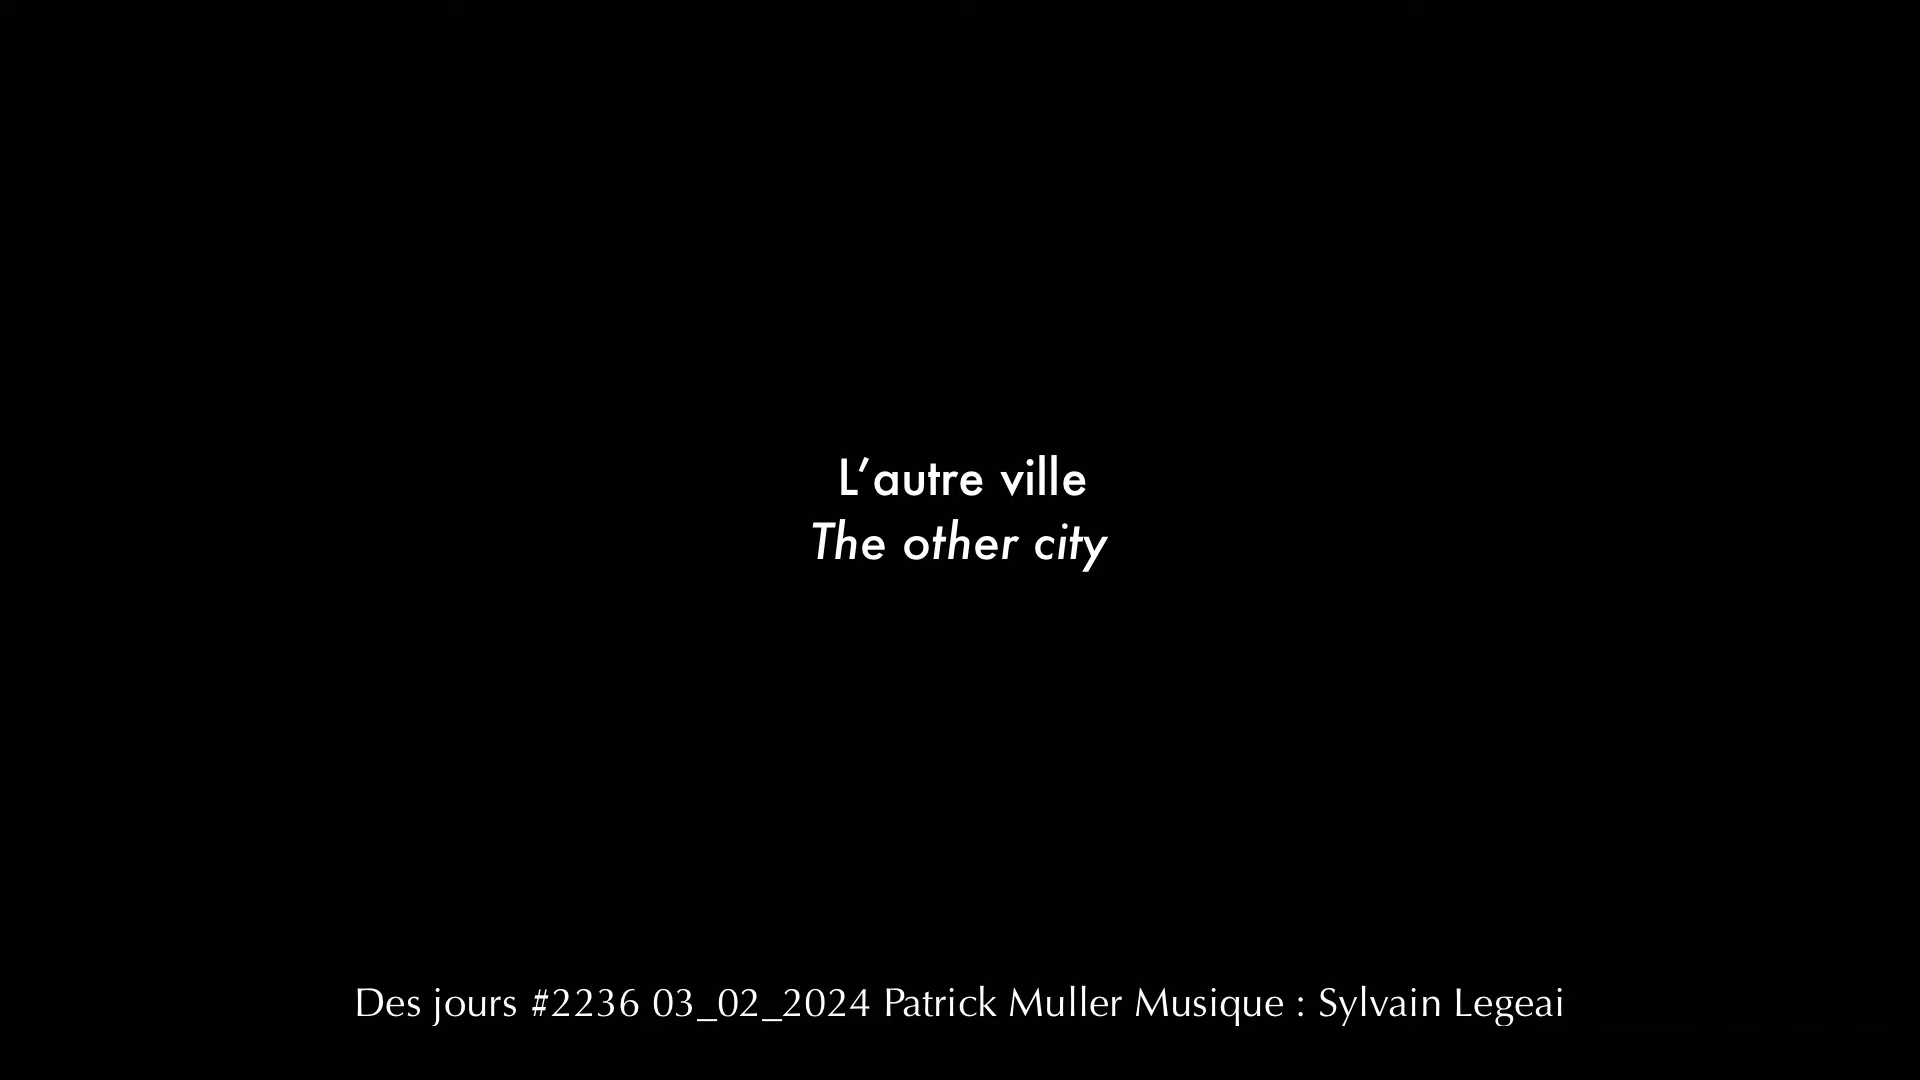 L’autre ville
The other city
Des jours #2236 03_02_2024 Patrick Muller Musique : Sylvain Legeai